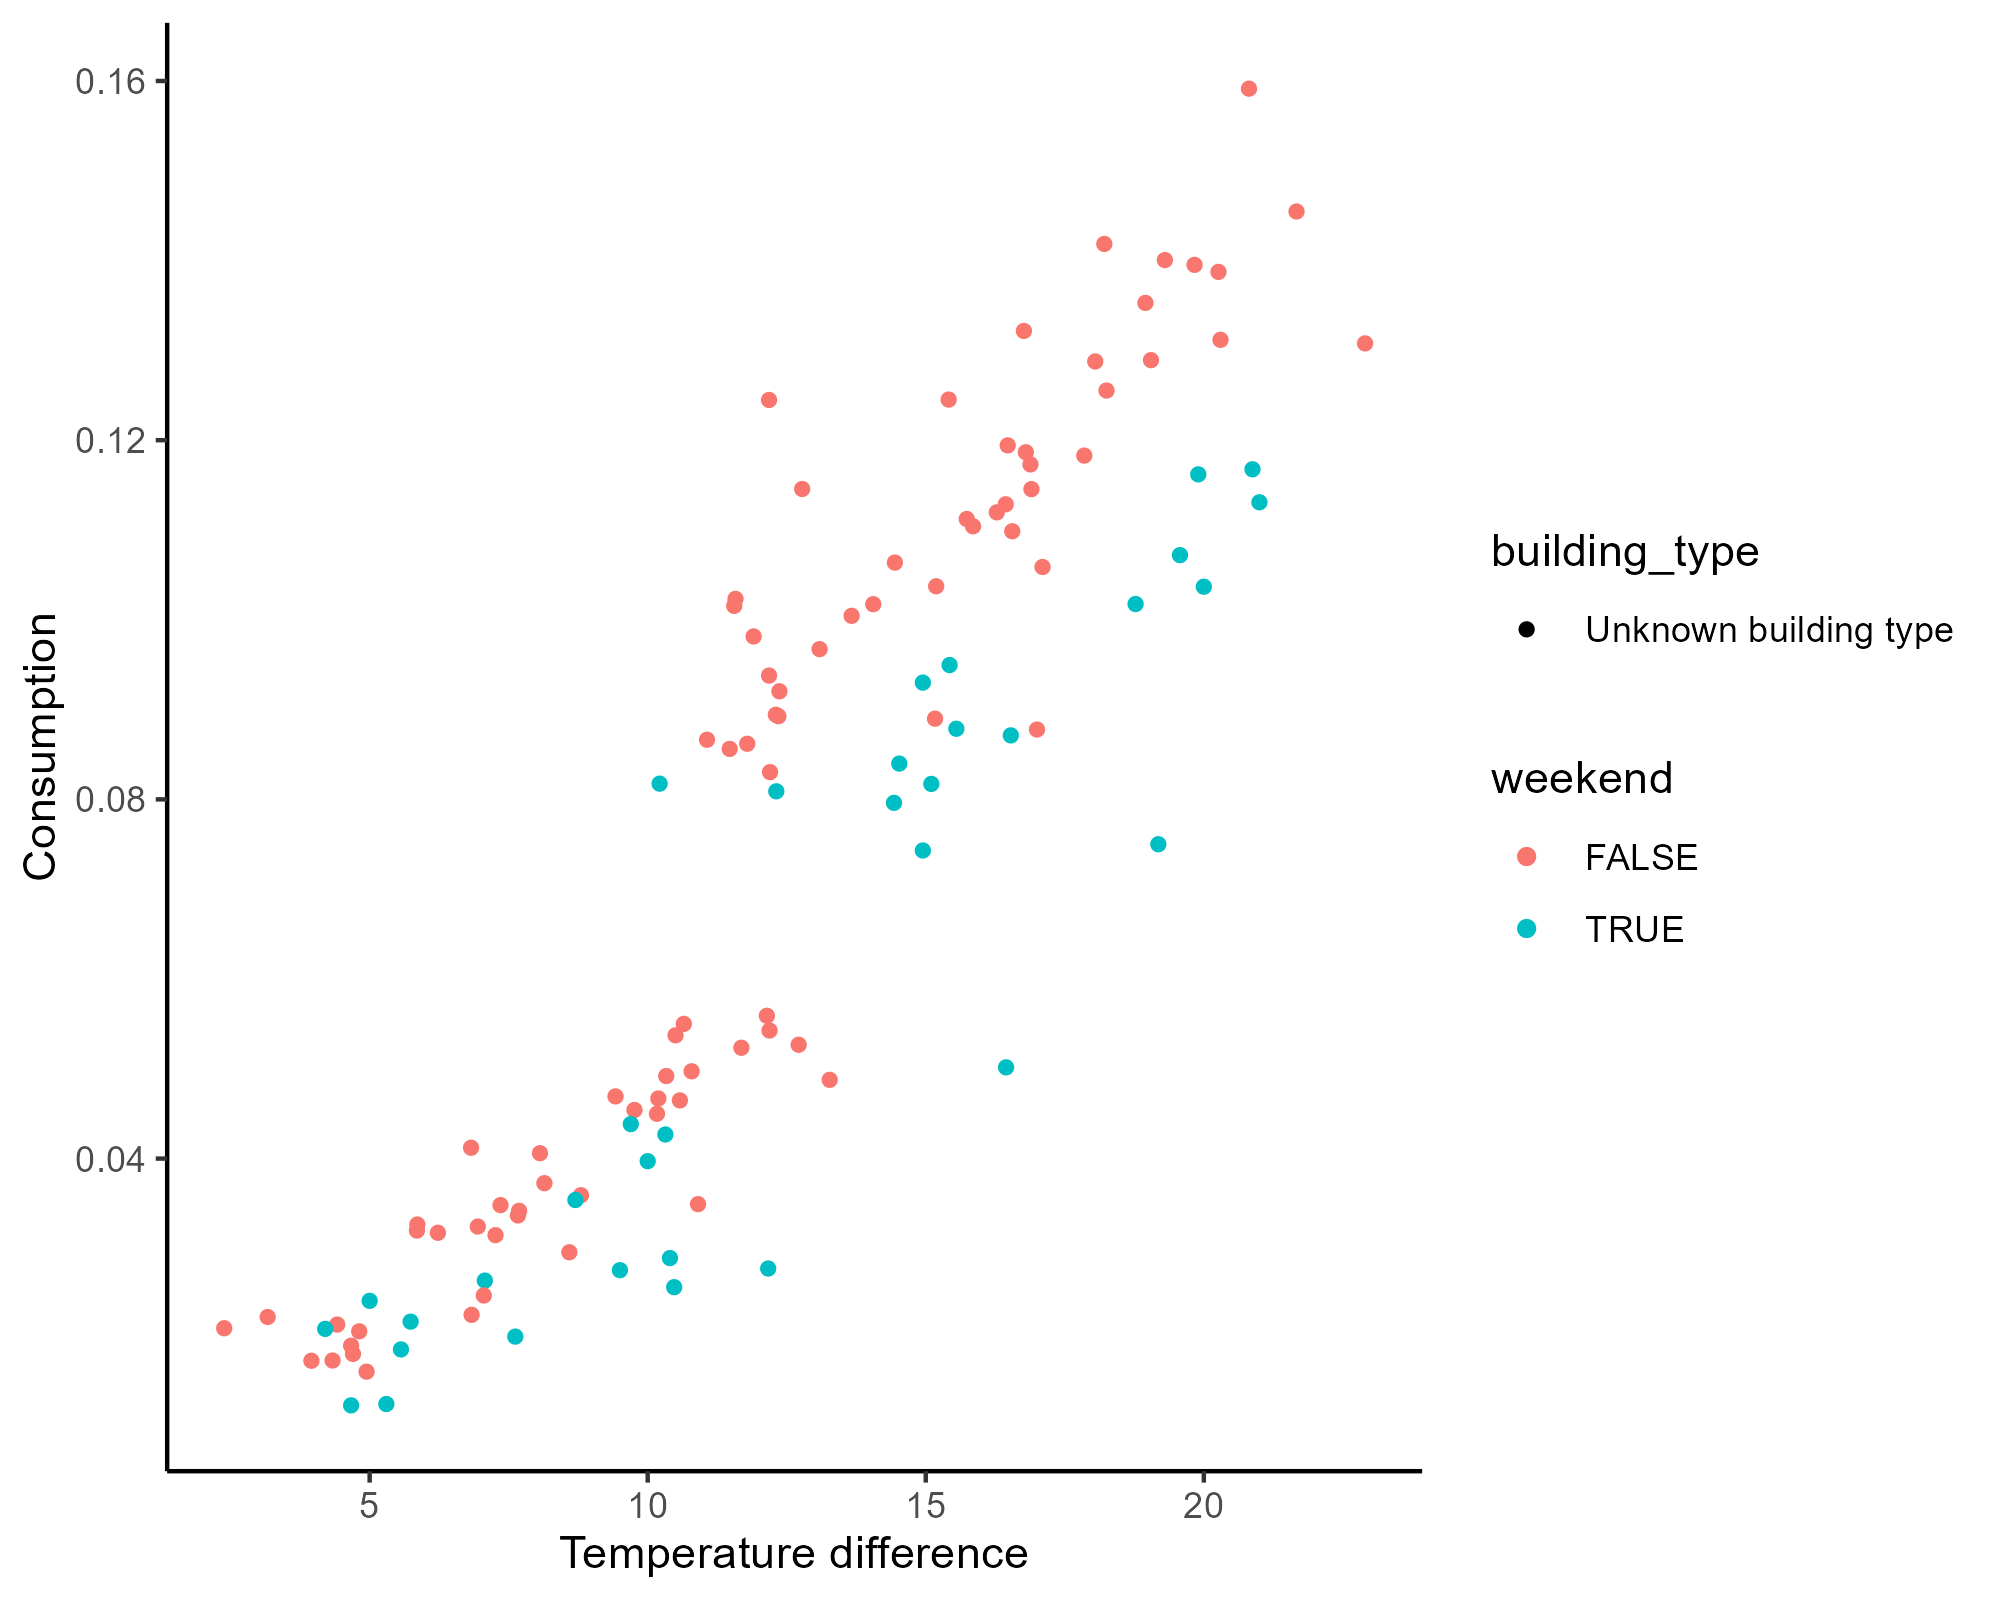 0.16
0.12
0.08
0.04
Consumption
5 10 15 20
Temperature difference
building_type
Unknown building type
weekend
FALSE
TRUE